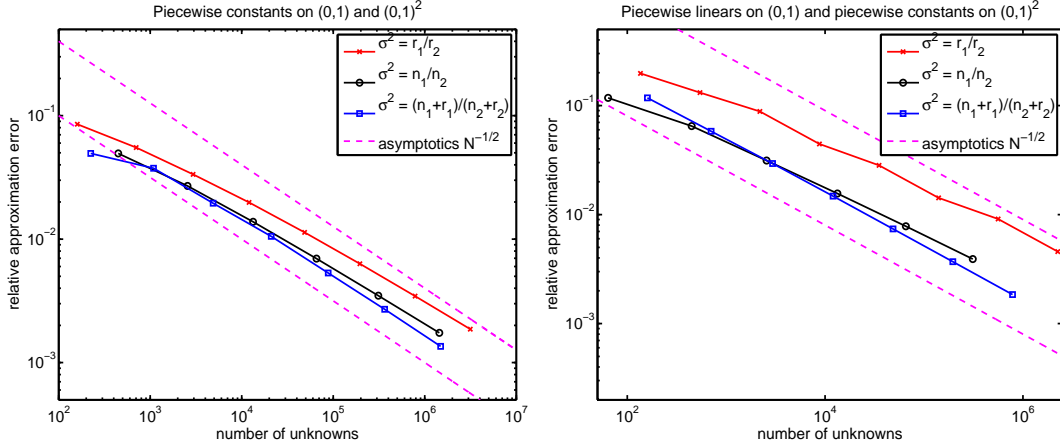 Piecewise constants on (0,1) and (0,1)²
σ² = r₁/r₂
σ² = n₁/n₂
σ² = (n₁+r₁)/(n₂+r₂)
asymptotics N⁻¹/²
10⁻¹
10⁻²
10⁻³
relative approximation error
10² 10³ 10⁴ 10⁵ 10⁶ 10⁷
number of unknowns
Piecewise linears on (0,1) and piecewise constants on (0,1)²
σ² = r₁/r₂
σ² = n₁/n₂
σ² = (n₁+r₁)/(n₂+r₂)
asymptotics N⁻¹/²
10⁻¹
10⁻²
10⁻³
relative approximation error
10² 10⁴ 10⁶
number of unknowns